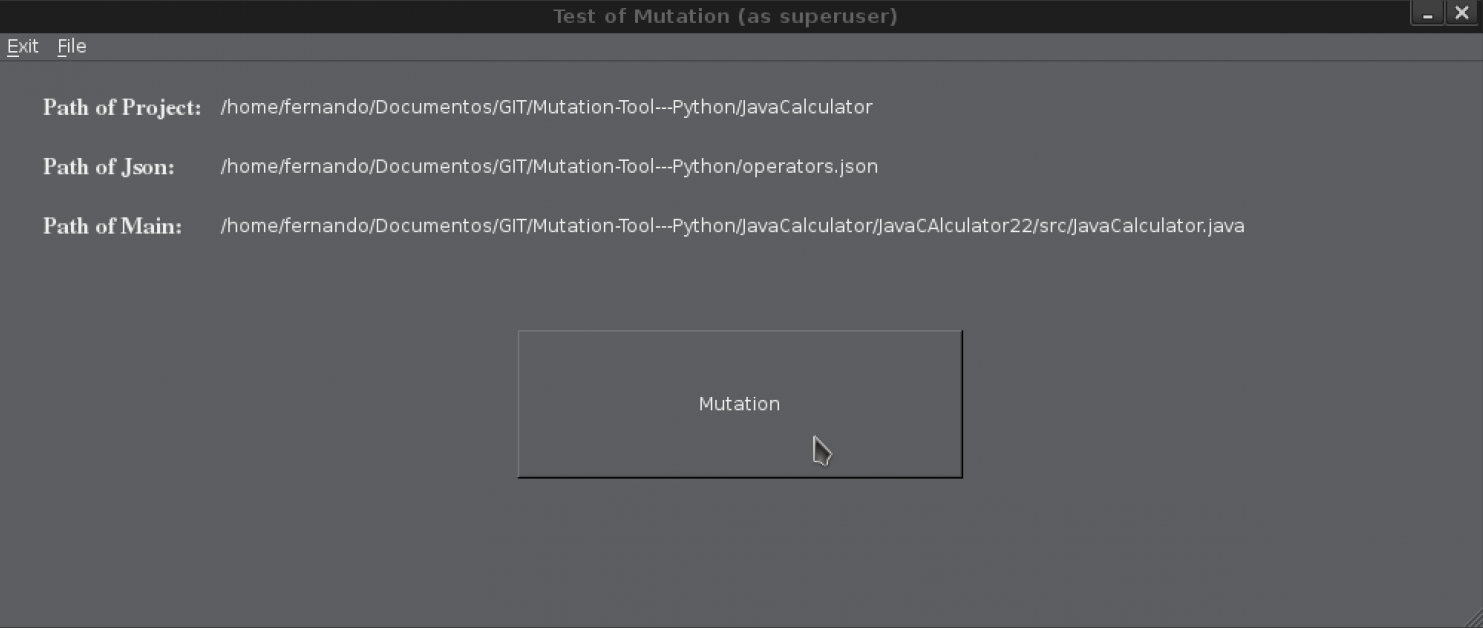 Test of Mutation (as superuser)
Exit File
Path of Project: /home/fernando/Documentos/GIT/Mutation-Tool---Python/JavaCalculator
Path of Json: /home/fernando/Documentos/GIT/Mutation-Tool---Python/operators.json
Path of Main: /home/fernando/Documentos/GIT/Mutation-Tool---Python/JavaCalculator/JavaCAlculator22/src/JavaCalculator.java
Mutation